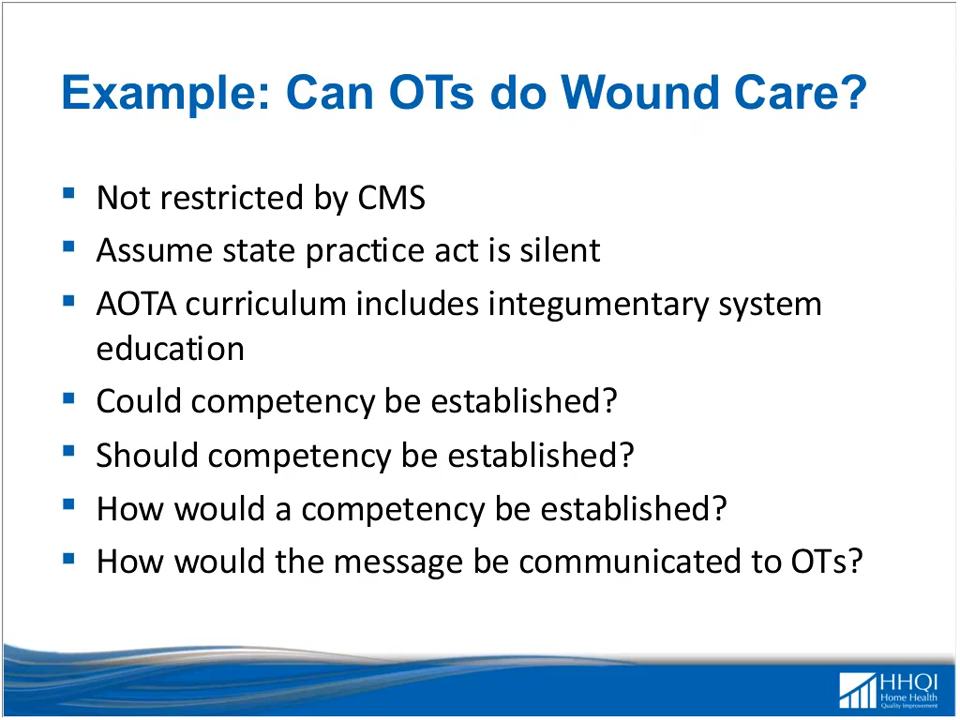 Example: Can OTs do Wound Care?
▪ Not restricted by CMS
▪ Assume state practice act is silent
▪ AOTA curriculum includes integumentary system
education
▪ Could competency be established?
▪ Should competency be established?
▪ How would a competency be established?
▪ How would the message be communicated to OTs?
HHQI
Home Health
Quality Improvement